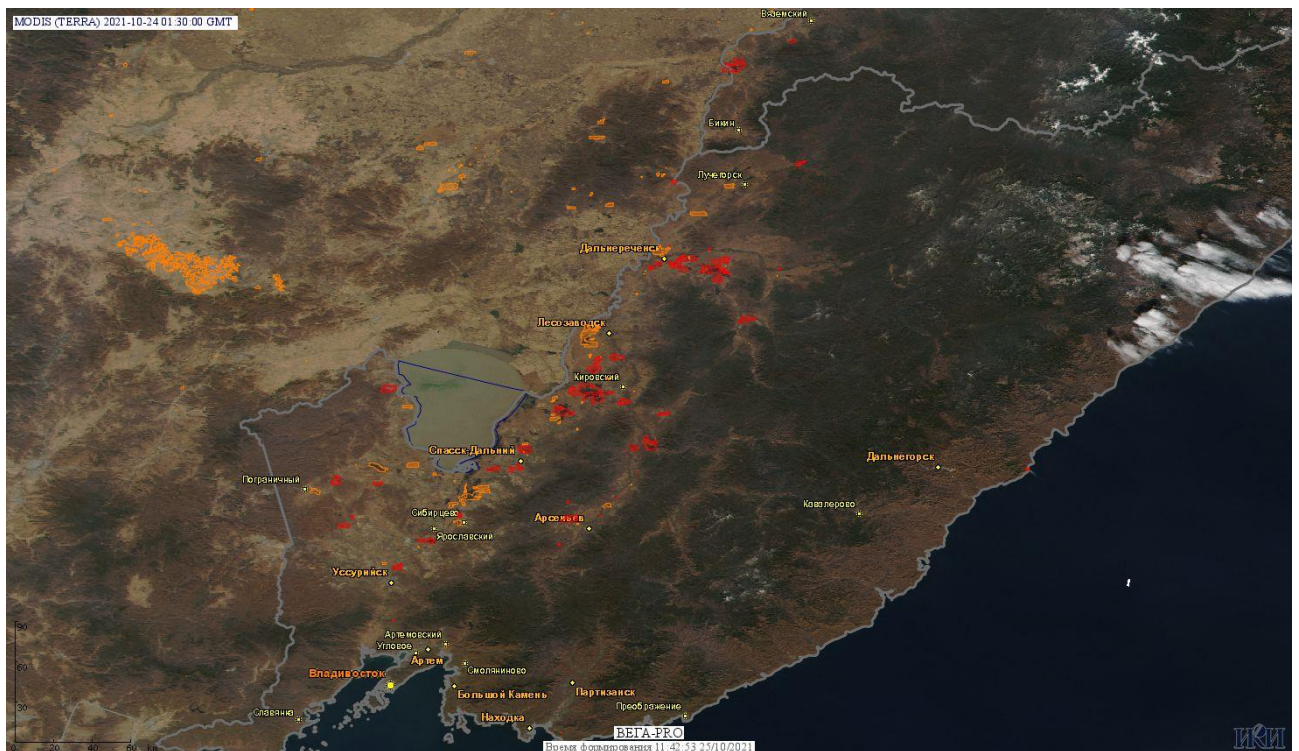 MODIS (TERRA) 2021-10-24 01:30:00 GMT
Вяземский
Бикин
Лучегорск
Дальнереченск
Лесозаводск
Кировский
Спасск-Дальний
Дальнегорск
Пограничный
Кавалерово
Сибирцево
Арсеньев
Ярославский
Уссурийск
Артемовский
Угловое
Артем
Смоляниново
Владивосток
Большой Камень
Партизанск
Славянка
Преображение
Находка
ВЕГА-PRO
Время формирования 11:42:53 25/10/2021
90
60
30
0 20 40 60
ИКИ